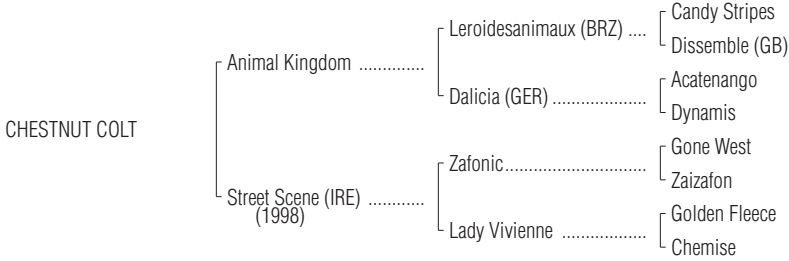 Candy Stripes
Leroidesanimaux (BRZ) ....
Dissemble (GB)
Animal Kingdom ..............
Acatenango
Dalicia (GER) .....................
Dynamis
CHESTNUT COLT
Gone West
Zafonic................................
Zaizafon
Street Scene (IRE) ............
(1998)
Golden Fleece
Lady Vivienne ...................
Chemise